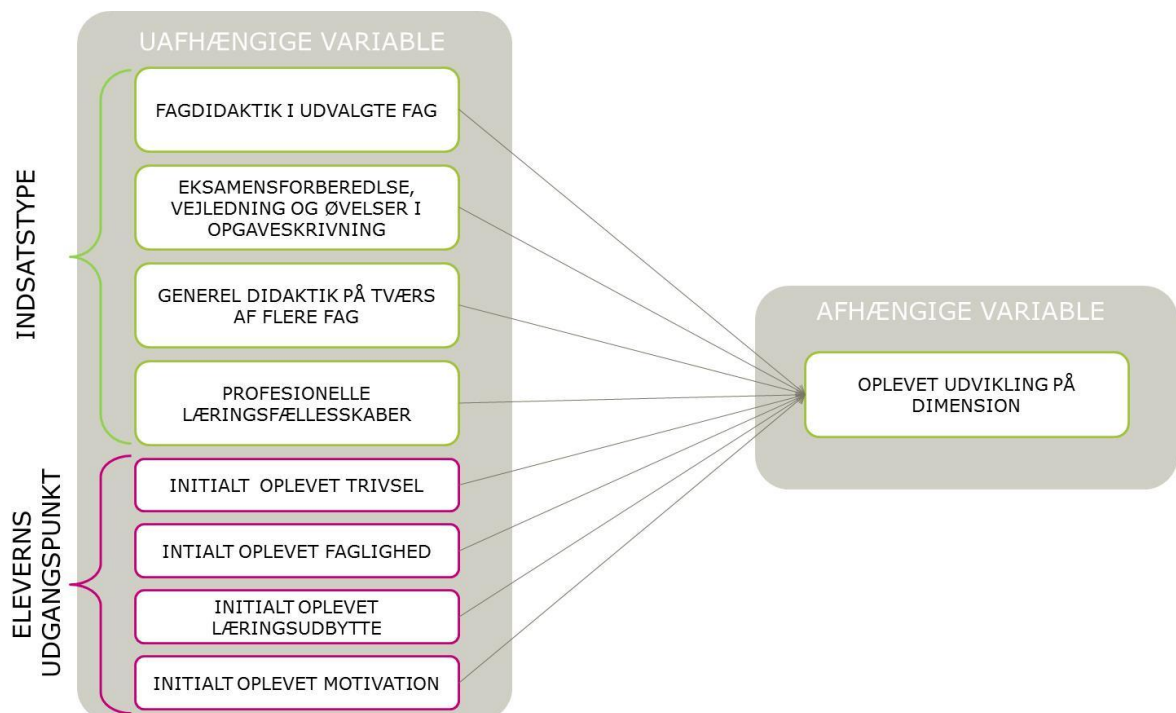 UAFHÆNGIGE VARIABLE
INDSATSTYPE
FAGDIDAKTIK I UDVALGTE FAG
EKSAMENSFORBEREDLSE,
VEJLEDNING OG ØVELSER I
OPGAVESKRIVNING
GENEREL DIDAKTIK PÅ TVÆRS
AF FLERE FAG
PROFESIONELLE
LÆRINGSFÆLLESSKABER
ELEVERNS
UDGANGSPUNKT
INITIALT OPLEVET TRIVSEL
INTIALT OPLEVET FAGLIGHED
INITIALT OPLEVET
LÆRINGSUDBYTTE
INITIALT OPLEVET MOTIVATION
AFHÆNGIGE VARIABLE
OPLEVET UDVIKLING PÅ
DIMENSION